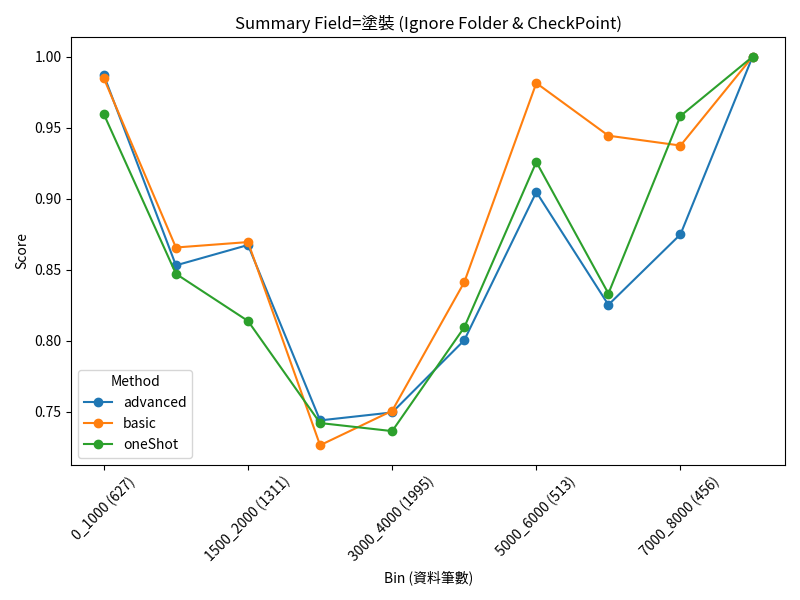 Summary Field=塗裝 (Ignore Folder & CheckPoint)
1.00
0.95
0.90
0.85
0.80
0.75
Score
Method
advanced
basic
oneShot
0_1000 (627)
1500_2000 (1311)
3000_4000 (1995)
5000_6000 (513)
7000_8000 (456)
Bin (資料筆數)